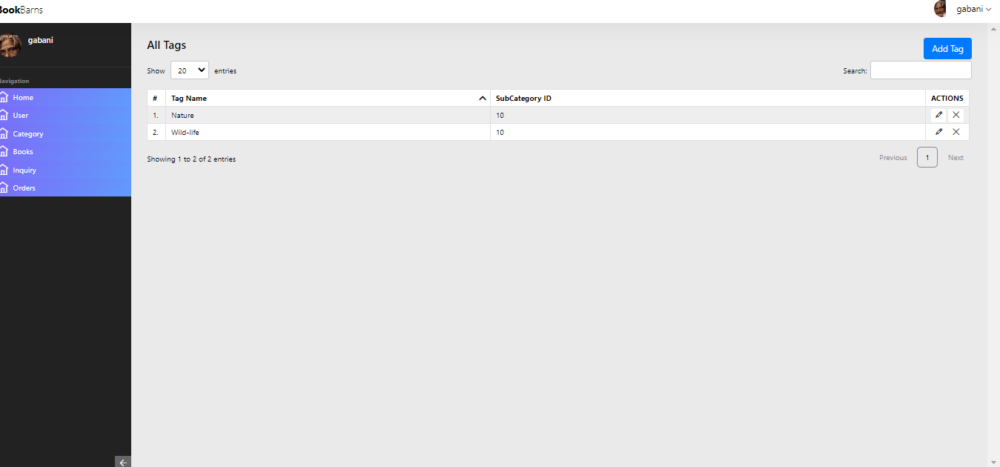 BookBarns
gabani
gabani
Navigation
Home
User
Category
Books
Inquiry
Orders
All Tags
Add Tag
Show 20 entries
Search:
# Tag Name SubCategory ID ACTIONS
1. Nature 10
2. Wild-life 10
Showing 1 to 2 of 2 entries
Previous 1 Next